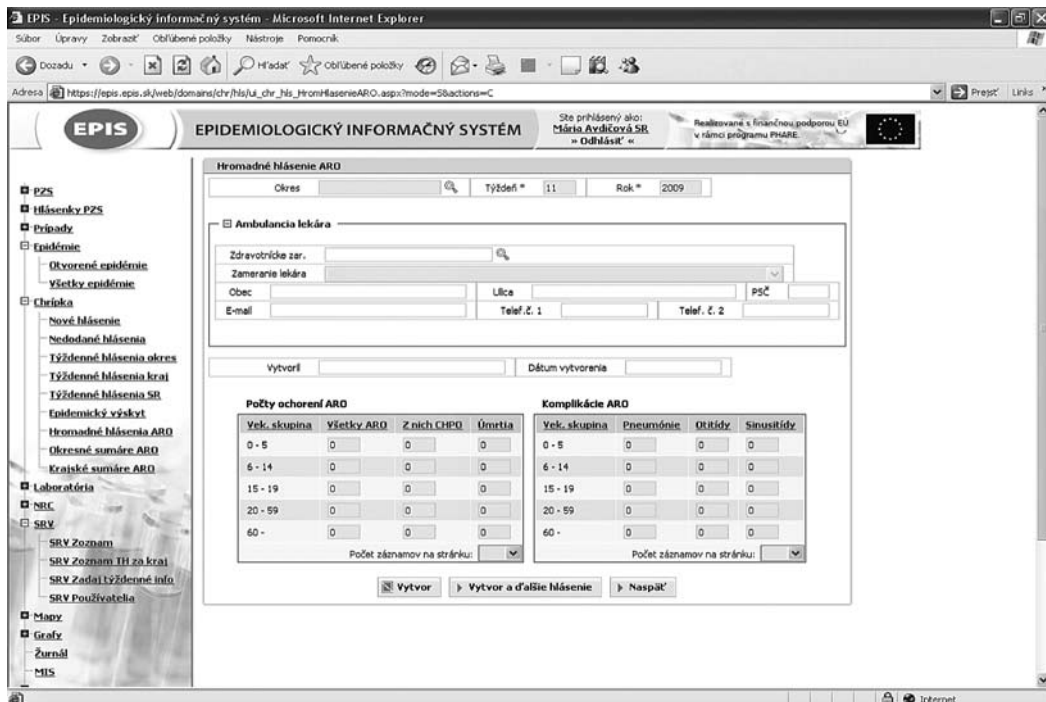 EPIS - Epidemiologický informačný systém - Microsoft Internet Explorer
Súbor Úpravy Zobraziť Obľúbené položky Nástroje Pomocník
Dozadu Hľadať Obľúbené položky
Adresa https://epis.epis.sk/web/domains/chr/hls/ui_chr_hls_HromHlasenieARO.aspx?mode=S&actions=C Prejsť Links
EPIS EPIDEMIOLOGICKÝ INFORMAČNÝ SYSTÉM
Ste prihlásený ako:
Mária Avdičová SR
» Odhlásiť «
Realizované s finančnou podporou EÚ
v rámci programu PHARE.
PZS
Hlásenky PZS
Prípady
Epidémie
Otvorené epidémie
Všetky epidémie
Chrípka
Nové hlásenie
Nedodané hlásenia
Týždenné hlásenia okres
Týždenné hlásenia kraj
Týždenné hlásenia SR
Epidemický výskyt
Hromadné hlásenia ARO
Okresné sumáre ARO
Krajské sumáre ARO
Laboratória
NRC
SRV
SRV Zoznam
SRV Zoznam TH za kraj
SRV Zadaj týždenné info
SRV Používatelia
Mapy
Grafy
Žurnál
MIS
Hromadné hlásenie ARO
Okres Týždeň * 11 Rok * 2009
Ambulancia lekára
Zdravotnícke zar.
Zameranie lekára
Obec Ulica PSČ
E-mail Telef.č. 1 Telef. č. 2
Vytvoril Dátum vytvorenia
Počty ochorení ARO
Vek. skupina Všetky ARO Z nich CHPO Úmrtia
0 - 5 0 0 0
6 - 14 0 0 0
15 - 19 0 0 0
20 - 59 0 0 0
60 - 0 0 0
Počet záznamov na stránku:
Komplikácie ARO
Vek. skupina Pneumónie Otitídy Sinusitídy
0 - 5 0 0 0
6 - 14 0 0 0
15 - 19 0 0 0
20 - 59 0 0 0
60 - 0 0 0
Počet záznamov na stránku:
Vytvor Vytvor a ďalšie hlásenie Naspäť
Internet